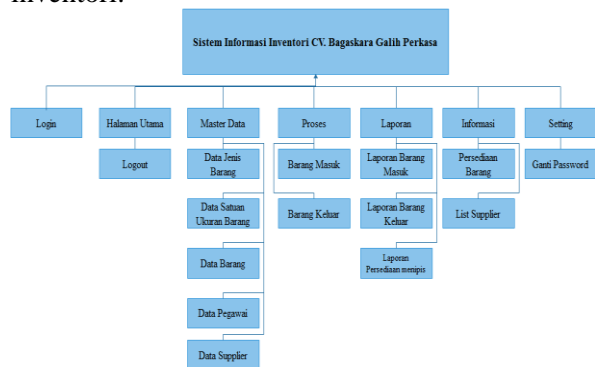 inventori.
Sistem Informasi Inventori CV. Bagaskara Galih Perkasa
Login
Halaman Utama
Master Data
Proses
Laporan
Informasi
Setting
Logout
Data Jenis
Barang
Barang Masuk
Laporan Barang
Masuk
Persediaan
Barang
Ganti Password
Data Satuan
Ukuran Barang
Barang Keluar
Laporan Barang
Keluar
List Supplier
Data Barang
Laporan
Persediaan menipis
Data Pegawai
Data Supplier